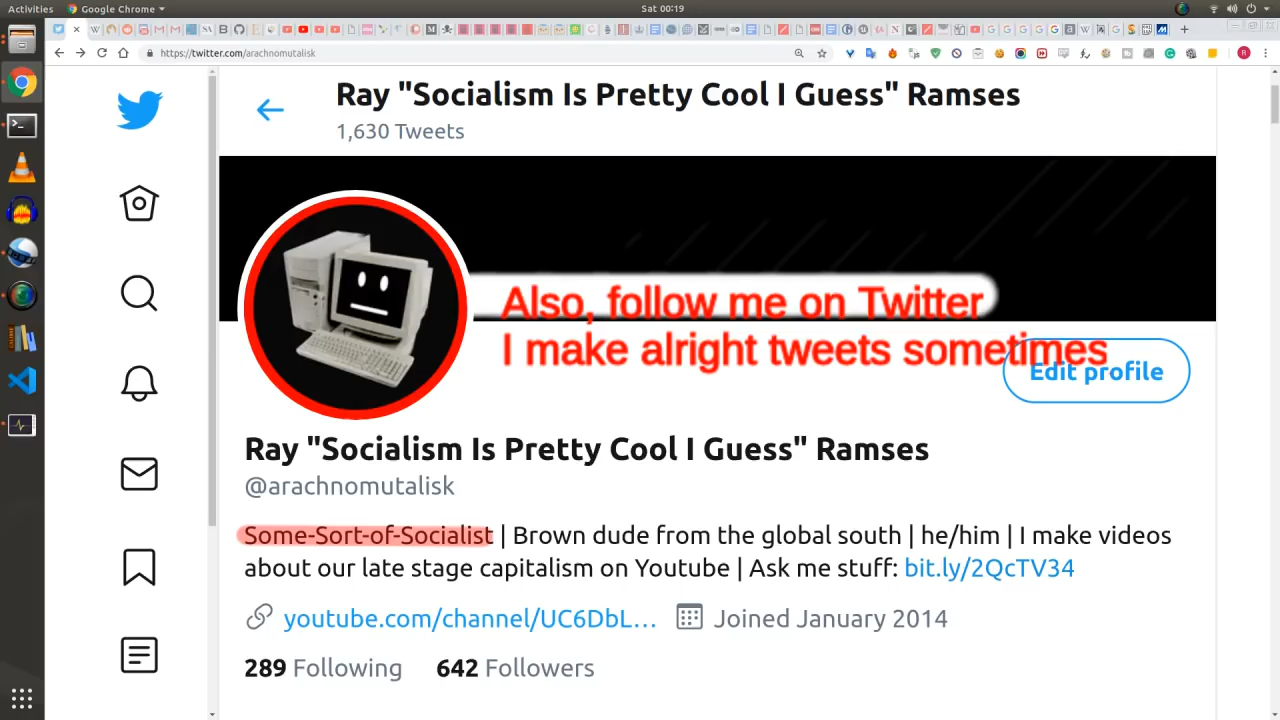 Activities Google Chrome Sat 00:19
https://twitter.com/arachnomutalisk
Ray "Socialism Is Pretty Cool I Guess" Ramses
1,630 Tweets
Also, follow me on Twitter
I make alright tweets sometimes
Edit profile
Ray "Socialism Is Pretty Cool I Guess" Ramses
@arachnomutalisk
Some-Sort-of-Socialist | Brown dude from the global south | he/him | I make videos
about our late stage capitalism on Youtube | Ask me stuff: bit.ly/2QcTV34
youtube.com/channel/UC6DbL… Joined January 2014
289 Following 642 Followers